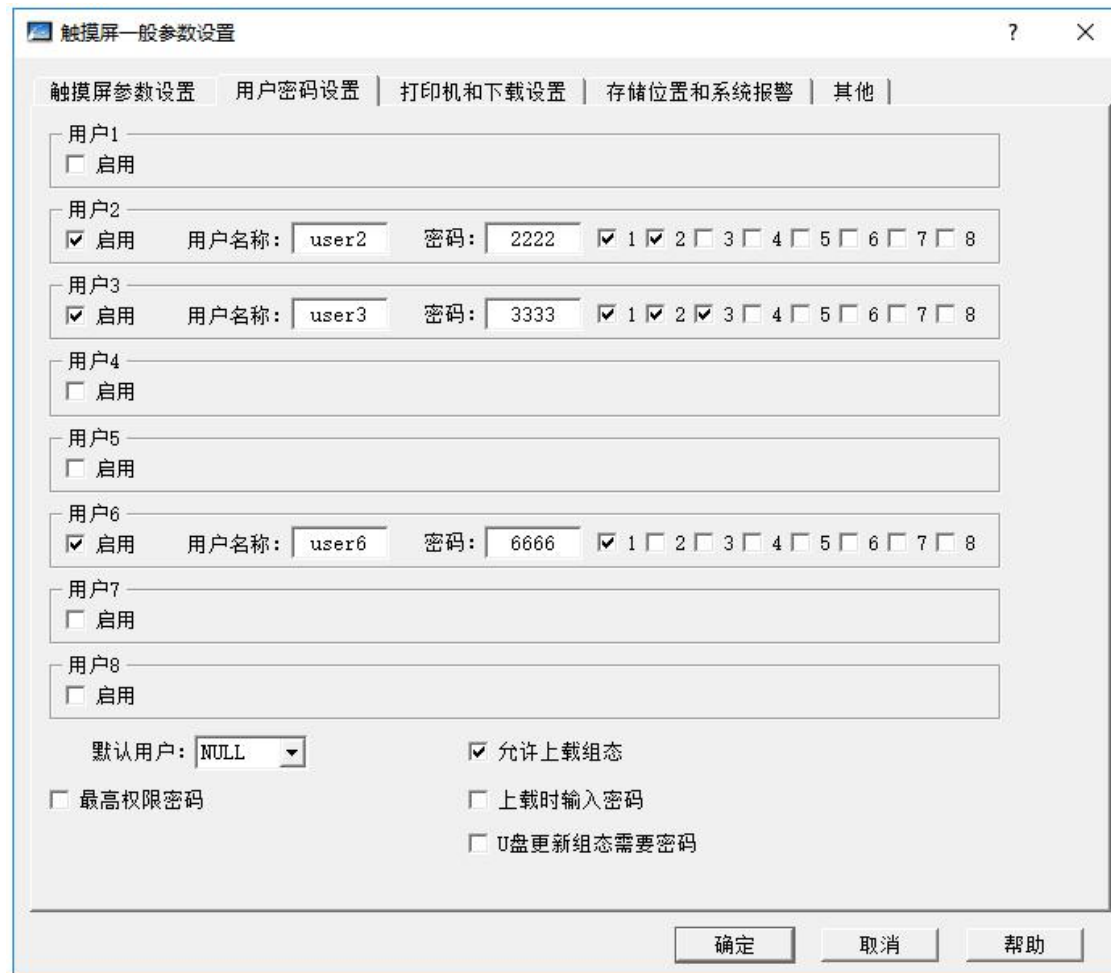 触摸屏一般参数设置 ? ×
触摸屏参数设置 用户密码设置 打印机和下载设置 存储位置和系统报警 其他
用户1
启用
用户2
启用 用户名称: user2 密码: 2222 1 2 3 4 5 6 7 8
用户3
启用 用户名称: user3 密码: 3333 1 2 3 4 5 6 7 8
用户4
启用
用户5
启用
用户6
启用 用户名称: user6 密码: 6666 1 2 3 4 5 6 7 8
用户7
启用
用户8
启用
默认用户: NULL 允许上载组态
最高权限密码 上载时输入密码
U盘更新组态需要密码
确定 取消 帮助